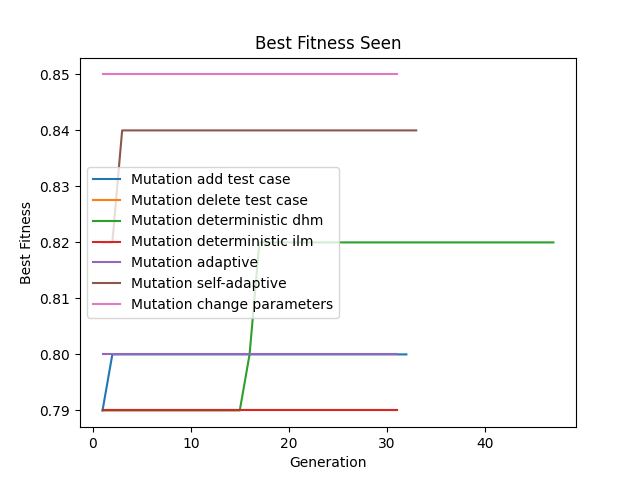 Best Fitness Seen
0.85
0.84
0.83
0.82
0.81
0.80
0.79
Best Fitness
Mutation add test case
Mutation delete test case
Mutation deterministic dhm
Mutation deterministic ilm
Mutation adaptive
Mutation self-adaptive
Mutation change parameters
0 10 20 30 40
Generation